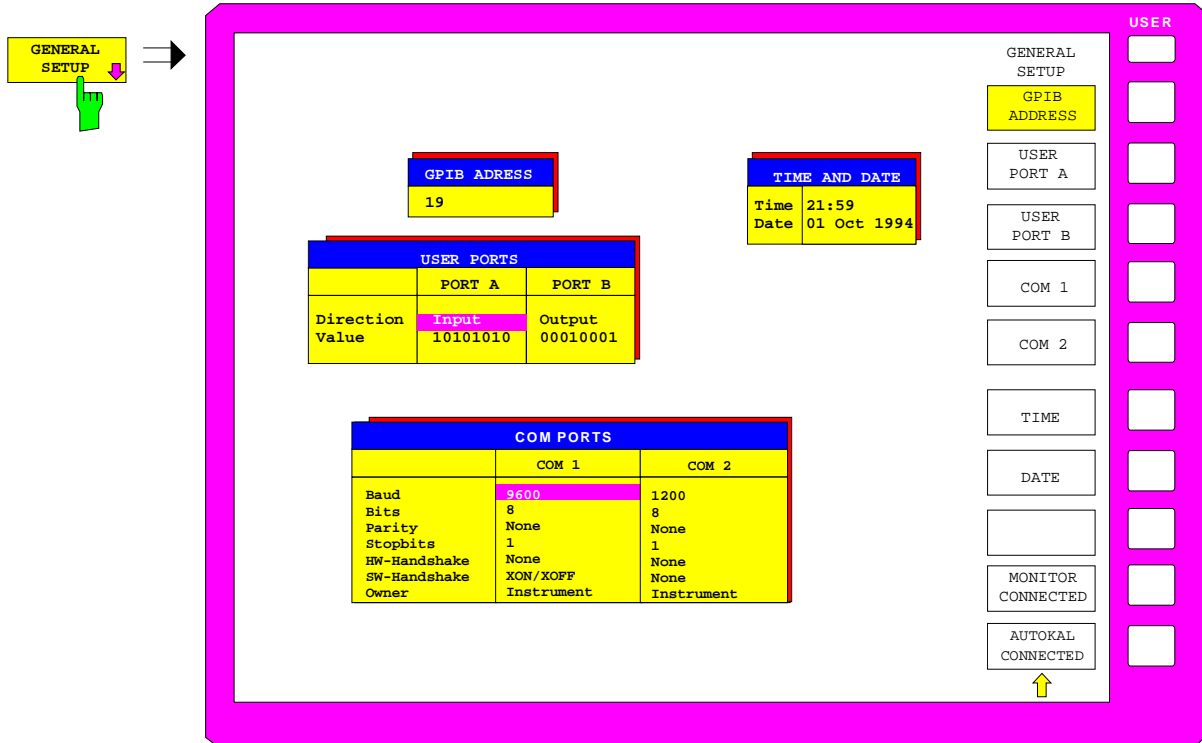 USER
GENERAL
SETUP
GENERAL
SETUP
GPIB
ADDRESS
USER
PORT A
USER
PORT B
COM 1
COM 2
TIME
DATE
MONITOR
CONNECTED
AUTOKAL
CONNECTED
GPIB ADRESS
19
TIME AND DATE
Time 21:59
Date 01 Oct 1994
USER PORTS
PORT A PORT B
Direction Input Output
Value 10101010 00010001
COM PORTS
COM 1 COM 2
Baud 9600 1200
Bits 8 8
Parity None None
Stopbits 1 1
HW-Handshake None None
SW-Handshake XON/XOFF None
Owner Instrument Instrument